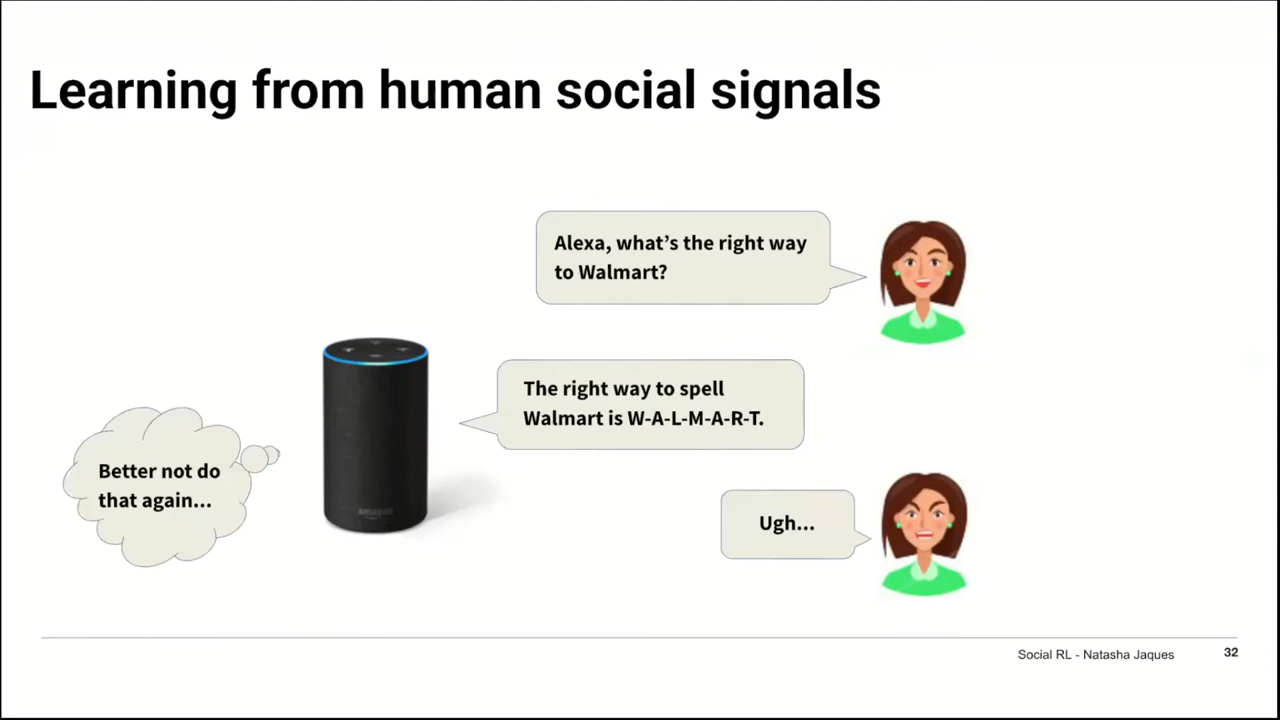 Learning from human social signals
Alexa, what's the right way
to Walmart?
The right way to spell
Walmart is W-A-L-M-A-R-T.
Better not do
that again...
Ugh...
amazon
Social RL - Natasha Jaques
32